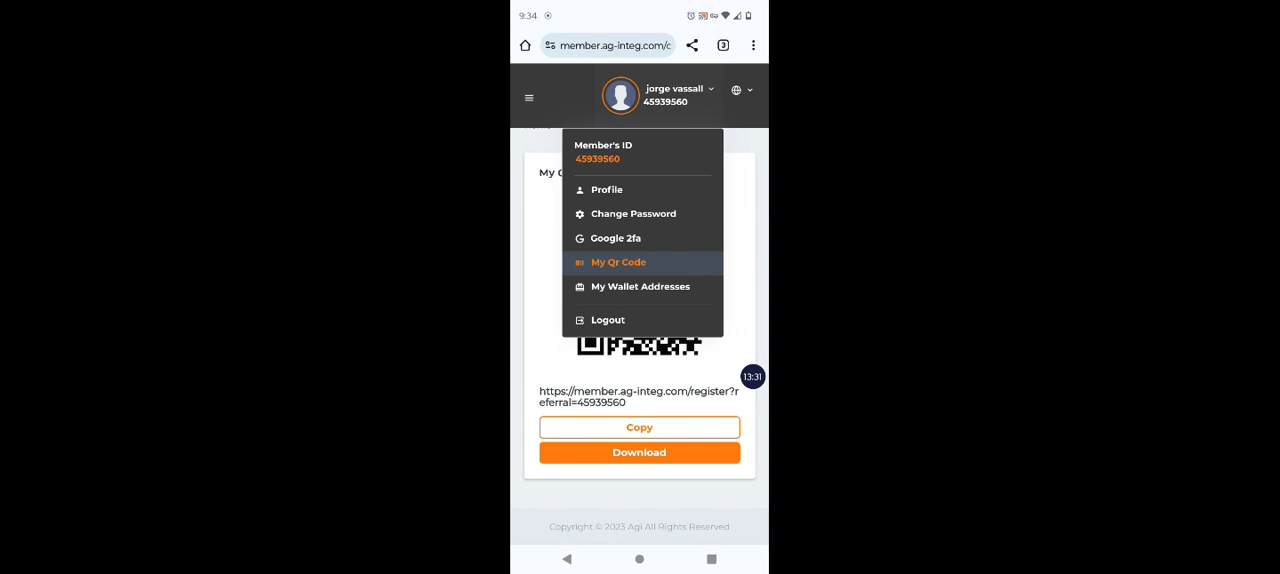 9:34
member.ag-integ.com/c
3
jorge vassall
45939560
Member's ID
45939560
My Q
Profile
Change Password
Google 2fa
My Qr Code
My Wallet Addresses
Logout
13:31
https://member.ag-integ.com/register?r
eferral=45939560
Copy
Download
Copyright © 2023 Agi All Rights Reserved